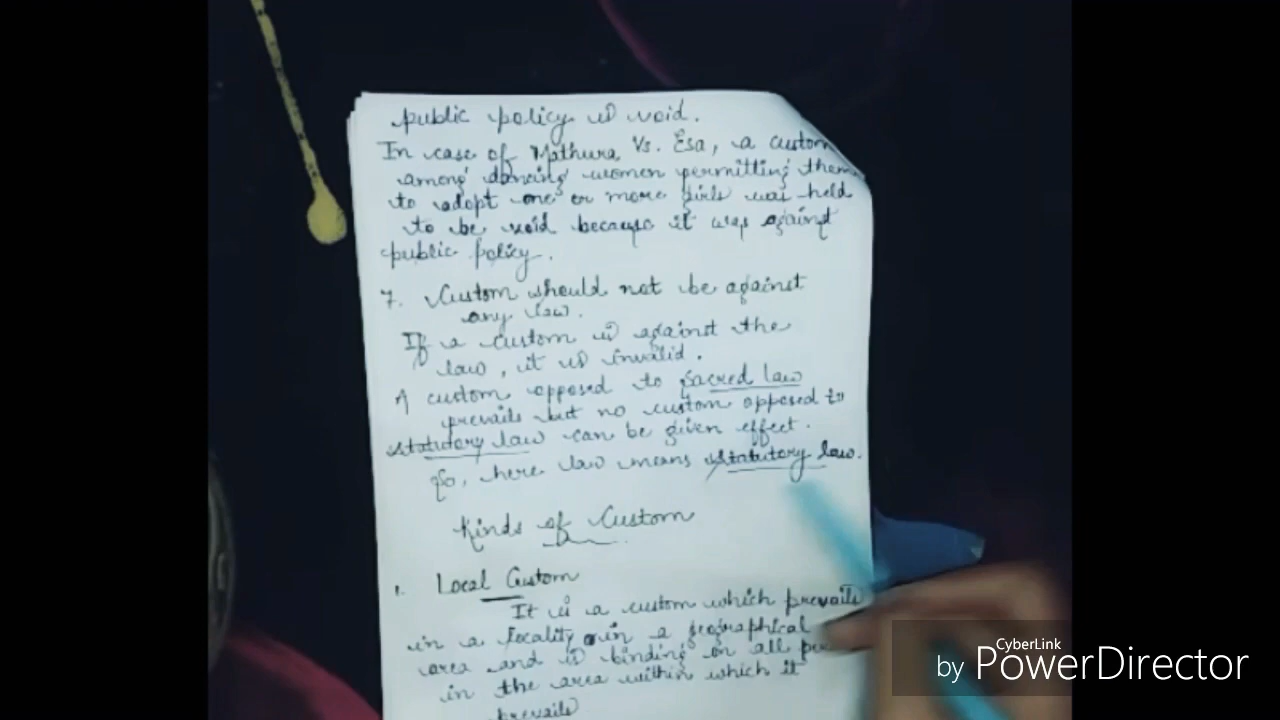 public policy is void.
In case of Mathura Vs. Esa, a custom
among dancing women permitting them
to adopt one or more girls was held
to be void because it was against
public policy.
7. Custom should not be against
any law.
If a custom is against the
law, it is invalid.
A custom opposed to sacred law
prevails but no custom opposed to
statutory law can be given effect.
So, here law means statutory law.
Kinds of Custom
1. Local Custom
It is a custom which prevails
in a locality or in a geographical
area and is binding on all
in the area within which it
prevails
CyberLink
by PowerDirector